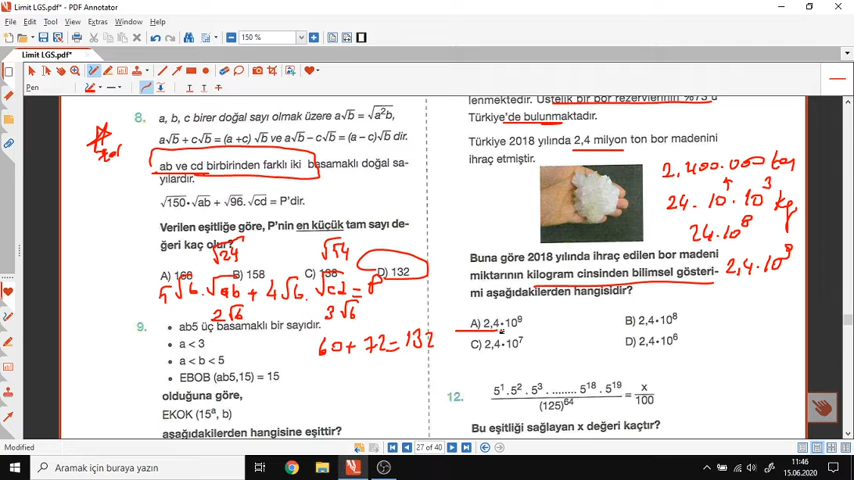 Limit LGS.pdf* - PDF Annotator
File Edit Tool View Extras Window Help
150 %
Limit LGS.pdf*
Pen
8. a, b, c birer doğal sayı olmak üzere a√b = √a²b,
a√b + c√b = (a+c) √b ve a√b − c√b = (a−c)√b dir.
zor
ab ve cd birbirinden farklı iki basamaklı doğal sa-
yılardır.
√150•√ab + √96. √cd = P'dir.
Verilen eşitliğe göre, P'nin en küçük tam sayı de-
ğeri kaç olur?
√24 √54
A) 168 B) 158 C) 138 D) 132
5√6 . √ab + 4√6 . √cd = P
2√6 3√6
60+ 72 = 132
9. • ab5 üç basamaklı bir sayıdır.
• a < 3
• a < b < 5
• EBOB (ab5,15) = 15
olduğuna göre,
EKOK (15ᵃ, b)
aşağıdakilerden hangisine eşittir?
lenmektedir. Üstelik bir bor rezervlerinin %73'ü
Türkiye'de bulunmaktadır.
Türkiye 2018 yılında 2,4 milyon ton bor madenini
ihraç etmiştir.
2,400.000 ton
24 . 10⁵ . 10³ kg
24.10⁸
2,4.10⁹
Buna göre 2018 yılında ihraç edilen bor madeni
miktarının kilogram cinsinden bilimsel gösteri-
mi aşağıdakilerden hangisidir?
A) 2,4•10⁹ B) 2,4•10⁸
C) 2,4•10⁷ D) 2,4•10⁶
12. 5¹ . 5² . 5³ . ........ 5¹⁸ . 5¹⁹ / (125)⁶⁴ = x / 100
Bu eşitliği sağlayan x değeri kaçtır?
Modified 27 of 40
Aramak için buraya yazın
11:46
15.06.2020